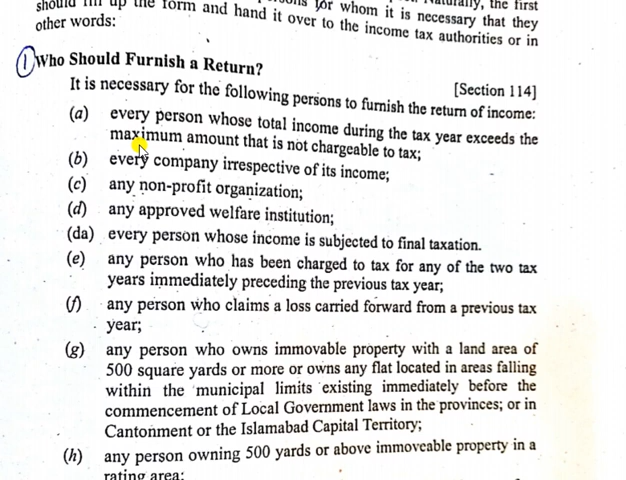 Naturally, the first
should fill up the form and hand it over to the income tax authorities or in
for whom it is necessary that they
other words:
1 Who Should Furnish a Return?
[Section 114]
It is necessary for the following persons to furnish the return of income:
(a) every person whose total income during the tax year exceeds the
maximum amount that is not chargeable to tax;
(b) every company irrespective of its income;
(c) any non-profit organization;
(d) any approved welfare institution;
(da) every person whose income is subjected to final taxation.
(e) any person who has been charged to tax for any of the two tax
years immediately preceding the previous tax year;
(f) any person who claims a loss carried forward from a previous tax
year;
(g) any person who owns immovable property with a land area of
500 square yards or more or owns any flat located in areas falling
within the municipal limits existing immediately before the
commencement of Local Government laws in the provinces; or in
Cantonment or the Islamabad Capital Territory;
(h) any person owning 500 yards or above immoveable property in a
rating area;